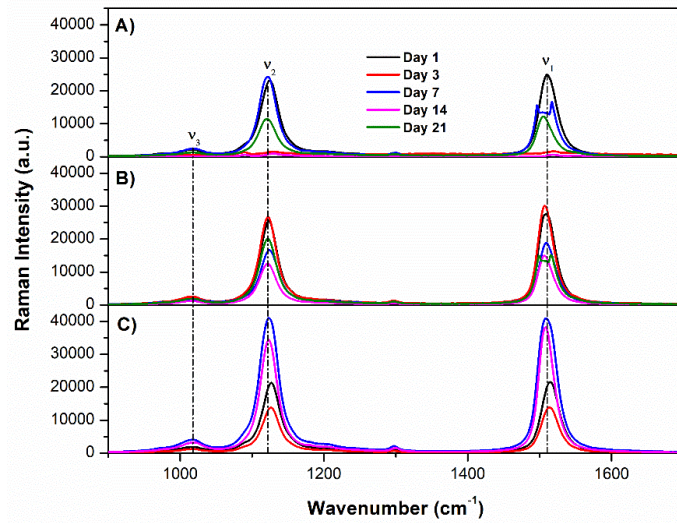 A)
40000
30000
20000
10000
0
ν3
ν2
ν1
Day 1
Day 3
Day 7
Day 14
Day 21
B)
40000
30000
20000
10000
0
C)
40000
30000
20000
10000
0
Raman Intensity (a.u.)
1000 1200 1400 1600
Wavenumber (cm-1)